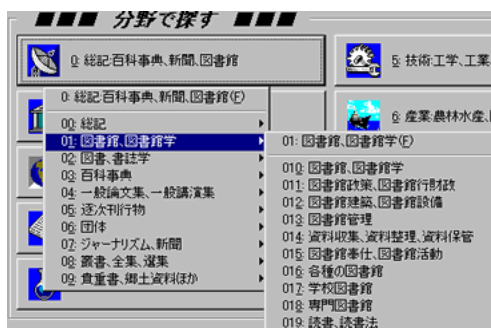 分野で探す
0: 総記:百科事典、新聞、図書館
5: 技術:工学、工業
6: 産業:農林水産、
0: 総記:百科事典、新聞、図書館(F)
00: 総記
01: 図書館、図書館学
02: 図書、書誌学
03: 百科事典
04: 一般論文集、一般講演集
05: 逐次刊行物
06: 団体
07: ジャーナリズム、新聞
08: 叢書、全集、選集
09: 貴重書、郷土資料ほか
01: 図書館、図書館学(F)
010: 図書館、図書館学
011: 図書館政策、図書館行財政
012: 図書館建築、図書館設備
013: 図書館管理
014: 資料収集、資料整理、資料保管
015: 図書館奉仕、図書館活動
016: 各種の図書館
017: 学校図書館
018: 専門図書館
019: 読書、読書法